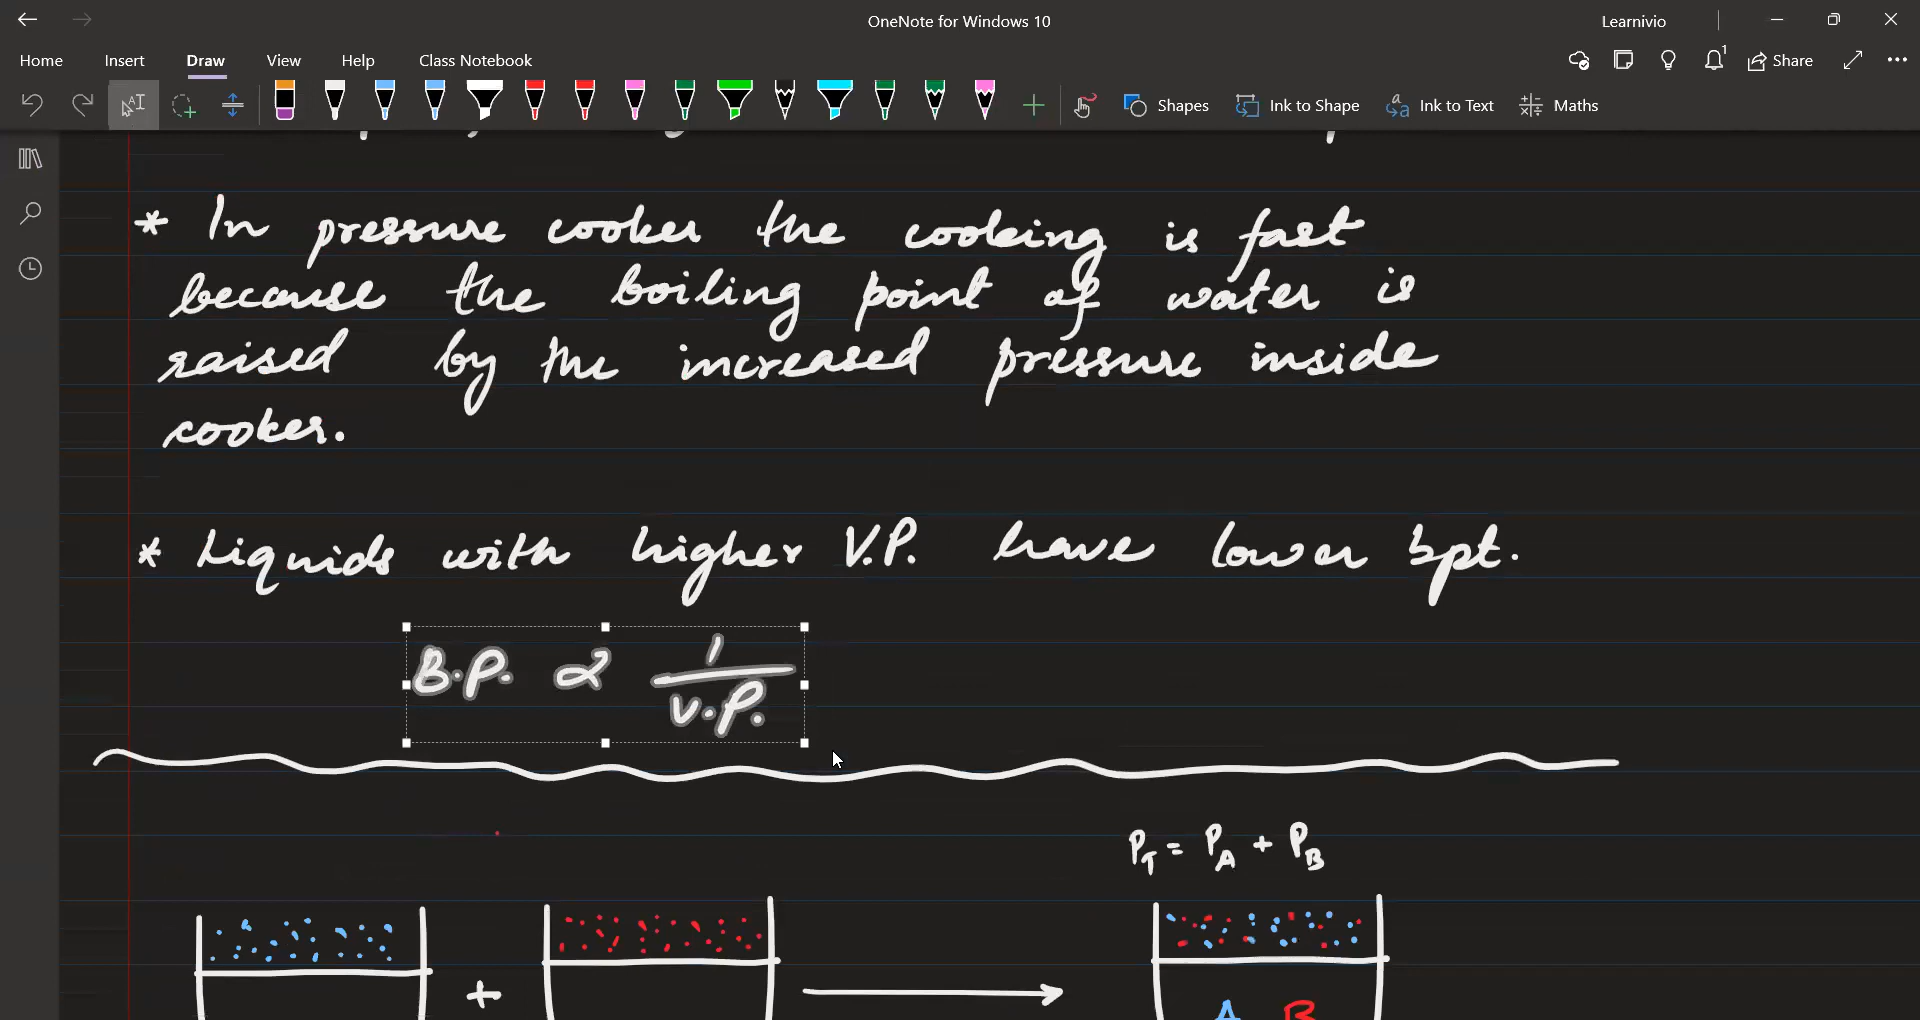 OneNote for Windows 10
Learnivio
Home Insert Draw View Help Class Notebook
1
Share
Shapes Ink to Shape Ink to Text Maths
* In pressure cooker the cooking is fast
because the boiling point of water is
raised by the increased pressure inside
cooker.
* Liquids with higher V.P. have lower bpt.
B.P. ∝ 1/V.P.
P_T = P_A + P_B
+
A B